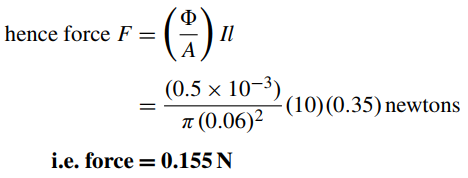 hence force F = (Φ/A) Il
= (0.5 × 10⁻³)/π (0.06)² (10)(0.35) newtons
i.e. force = 0.155 N